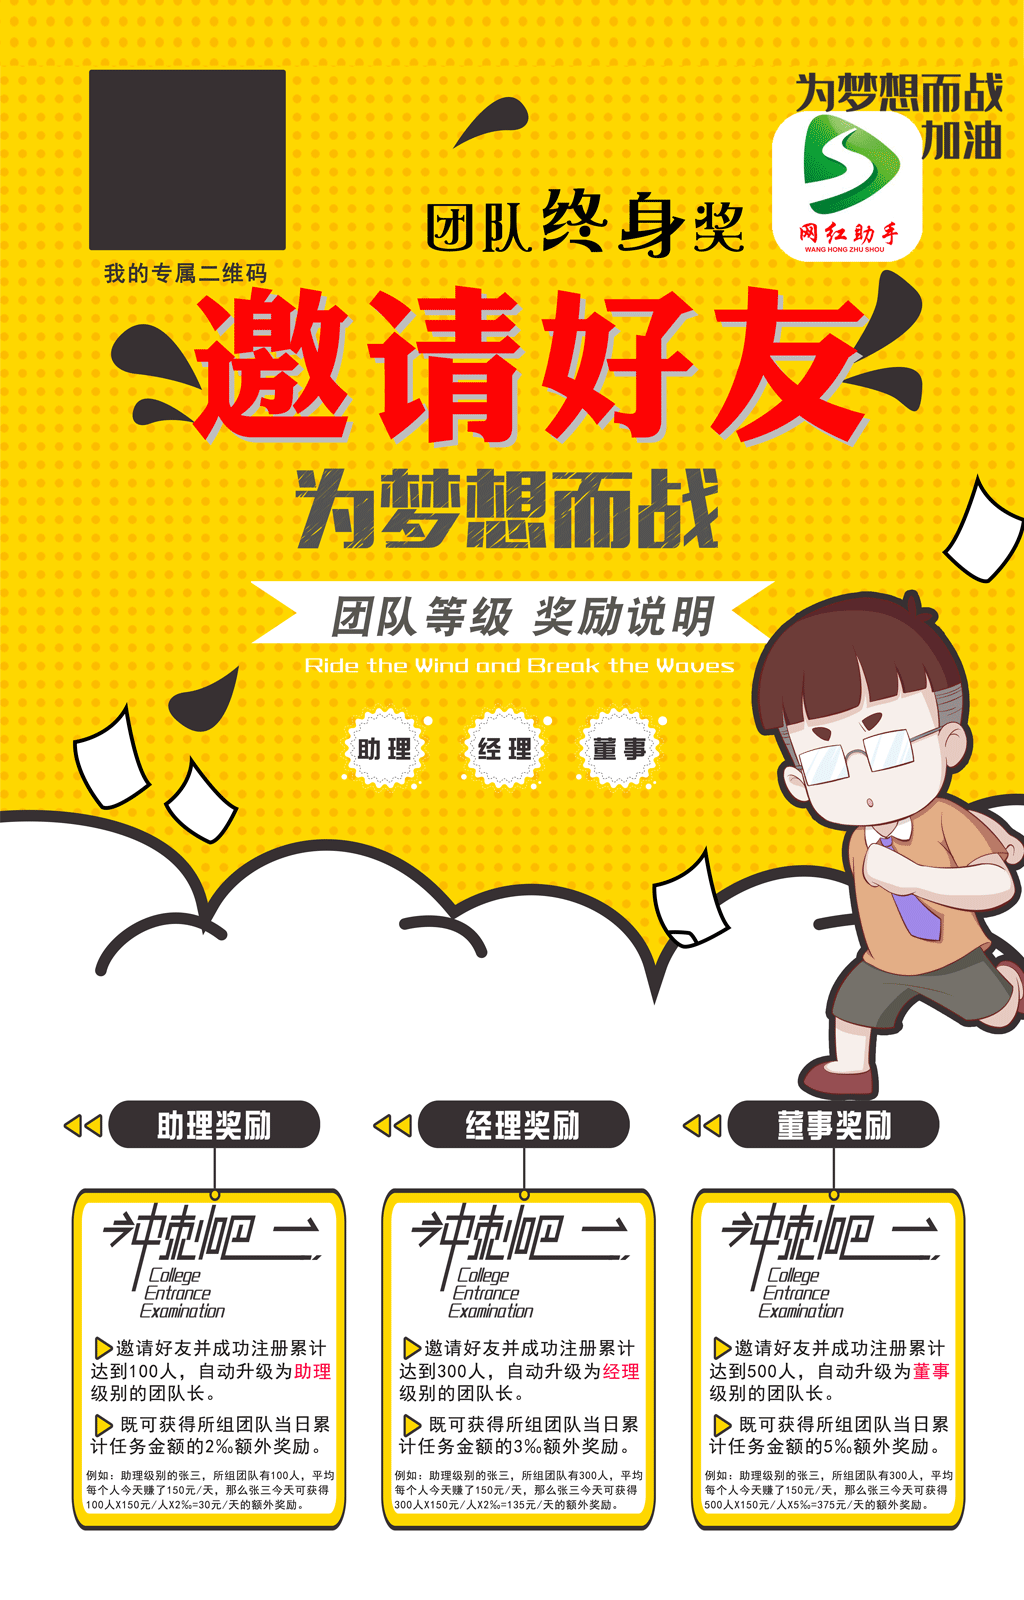 为梦想而战
加油
网红助手
WANG HONG ZHU SHOU
团队终身奖
我的专属二维码
邀请好友
为梦想而战
团队等级 奖励说明
Ride the Wind and Break the Waves
助理
经理
董事
助理奖励
冲刺吧
College
Entrance
Examination
邀请好友并成功注册累计
达到100人，自动升级为助理
级别的团队长。
既可获得所组团队当日累
计任务金额的2‰额外奖励。
例如：助理级别的张三，所组团队有100人，平均
每个人今天赚了150元/天，那么张三今天可获得
100人X150元/人X2‰=30元/天的额外奖励。
经理奖励
冲刺吧
College
Entrance
Examination
邀请好友并成功注册累计
达到300人，自动升级为经理
级别的团队长。
既可获得所组团队当日累
计任务金额的3‰额外奖励。
例如：助理级别的张三，所组团队有300人，平均
每个人今天赚了150元/天，那么张三今天可获得
300人X150元/人X2‰=135元/天的额外奖励。
董事奖励
冲刺吧
College
Entrance
Examination
邀请好友并成功注册累计
达到500人，自动升级为董事
级别的团队长。
既可获得所组团队当日累
计任务金额的5‰额外奖励。
例如：助理级别的张三，所组团队有300人，平均
每个人今天赚了150元/天，那么张三今天可获得
500人X150元/人X5‰=375元/天的额外奖励。